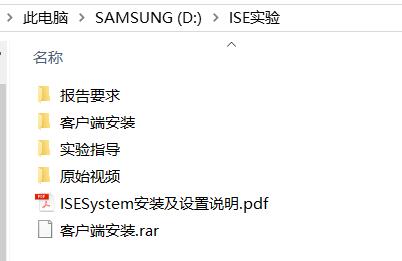 此电脑 > SAMSUNG (D:) > ISE实验
名称
报告要求
客户端安装
实验指导
原始视频
ISESystem安装及设置说明.pdf
客户端安装.rar